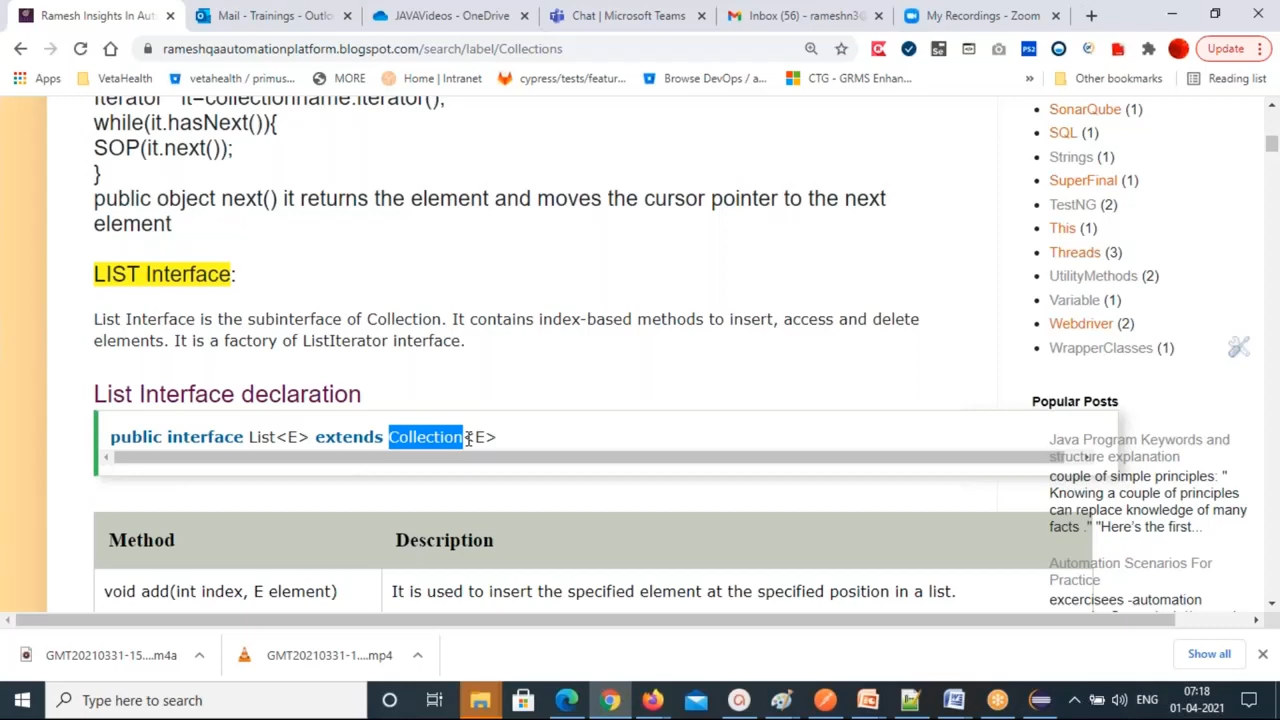 Ramesh Insights In Aut
Mail - Trainings - Outlo
JAVAVideos - OneDrive
Chat | Microsoft Teams
Inbox (56) - rameshn3@
My Recordings - Zoom
rameshqaautomationplatform.blogspot.com/search/label/Collections
Update
Apps
VetaHealth
vetahealth / primus...
MORE
Home | Intranet
cypress/tests/featur...
Browse DevOps / a...
CTG - GRMS Enhan...
»
Other bookmarks
Reading list
Iterator it=collectionname.iterator();
while(it.hasNext()){
SOP(it.next());
}
public object next() it returns the element and moves the cursor pointer to the next
element
LIST Interface:
List Interface is the subinterface of Collection. It contains index-based methods to insert, access and delete
elements. It is a factory of ListIterator interface.
List Interface declaration
public interface List<E> extends Collection<E>
Method Description
void add(int index, E element) It is used to insert the specified element at the specified position in a list.
SonarQube (1)
SQL (1)
Strings (1)
SuperFinal (1)
TestNG (2)
This (1)
Threads (3)
UtilityMethods (2)
Variable (1)
Webdriver (2)
WrapperClasses (1)
Popular Posts
Java Program Keywords and
structure explanation
couple of simple principles: "
Knowing a couple of principles
can replace knowledge of many
facts ." "Here's the first...
Automation Scenarios For
Practice
excercisees -automation
GMT20210331-15....m4a
GMT20210331-1....mp4
Show all
Type here to search
ENG
07:18
01-04-2021